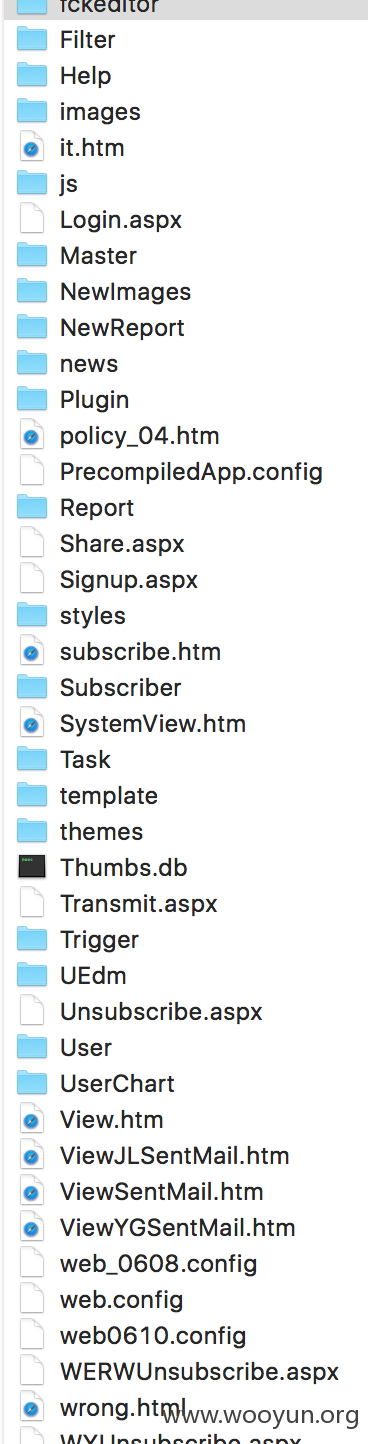 fckeditor
Filter
Help
images
it.htm
js
Login.aspx
Master
NewImages
NewReport
news
Plugin
policy_04.htm
PrecompiledApp.config
Report
Share.aspx
Signup.aspx
styles
subscribe.htm
Subscriber
SystemView.htm
Task
template
themes
Thumbs.db
Transmit.aspx
Trigger
UEdm
Unsubscribe.aspx
User
UserChart
View.htm
ViewJLSentMail.htm
ViewSentMail.htm
ViewYGSentMail.htm
web_0608.config
web.config
web0610.config
WERWUnsubscribe.aspx
wrong.html
www.wooyun.org
WXUnsubscribe.aspx